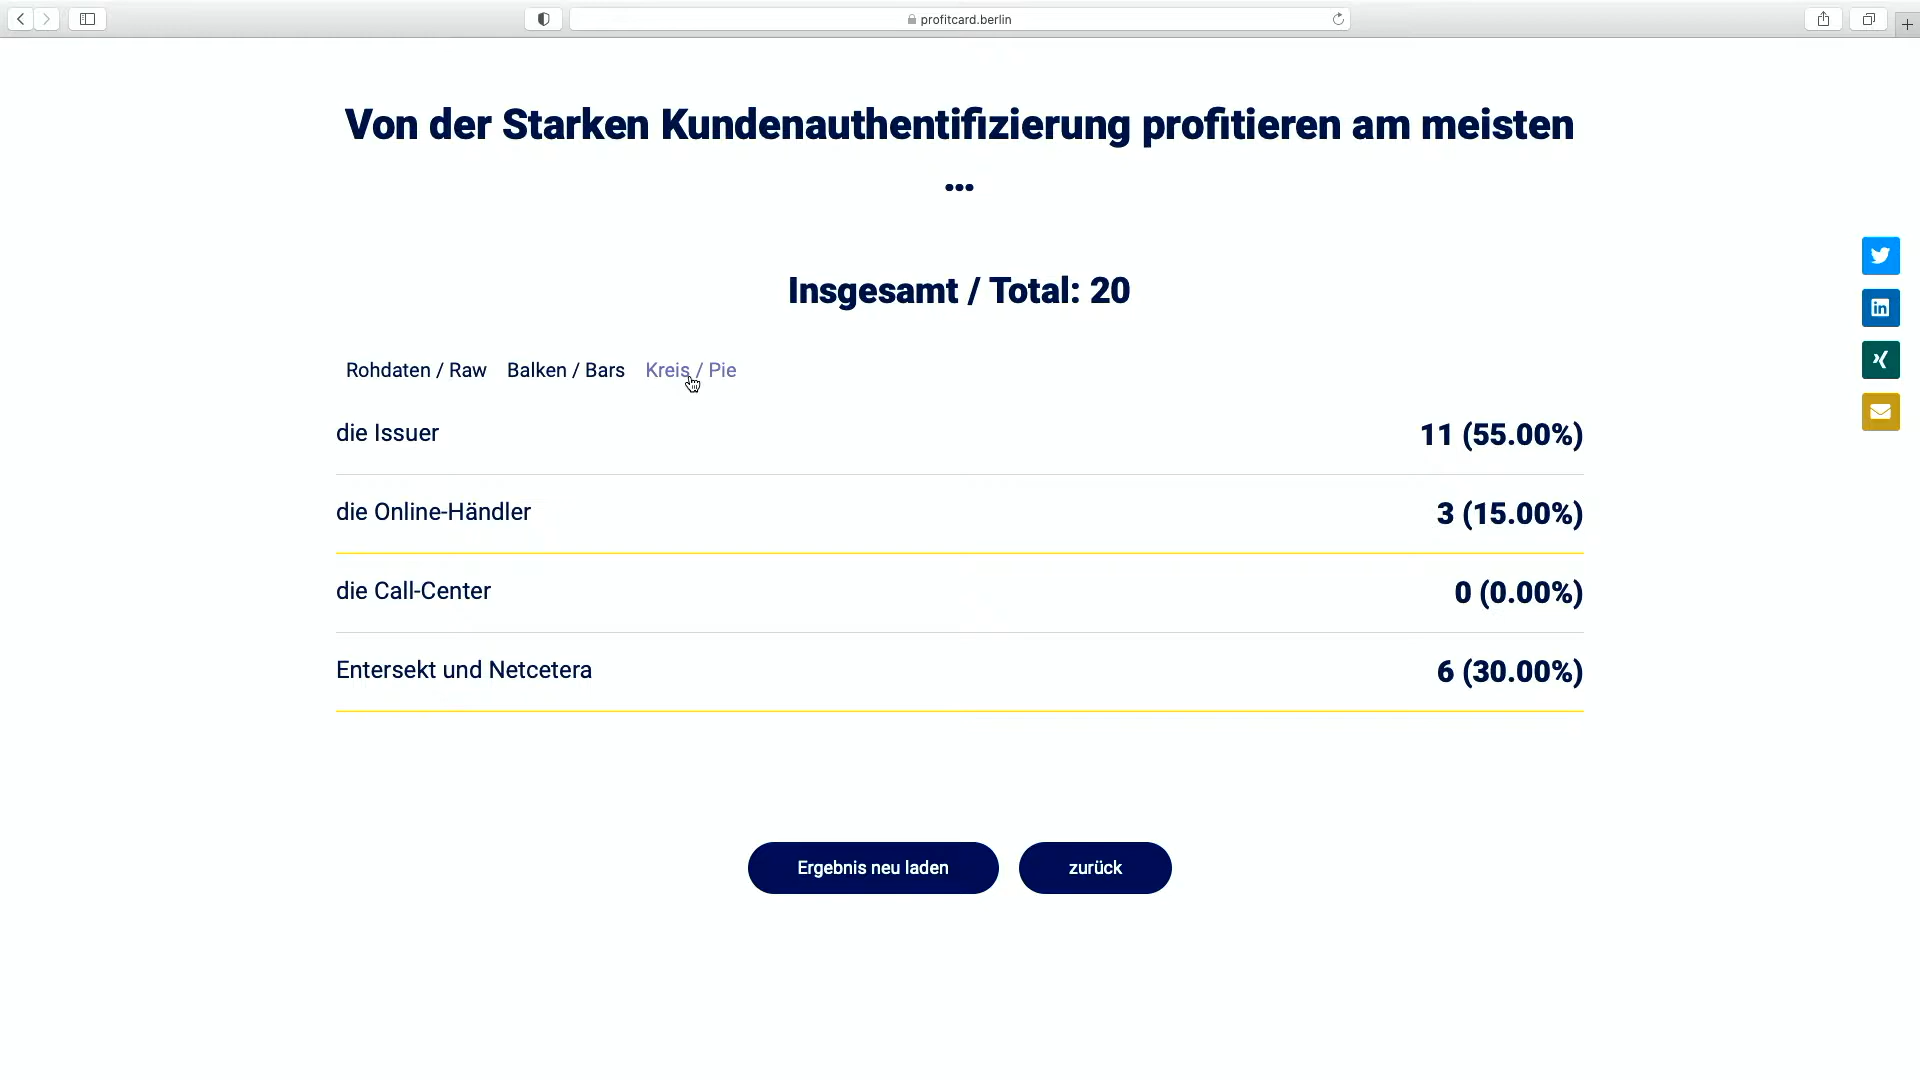 profitcard.berlin
Von der Starken Kundenauthentifizierung profitieren am meisten
...
Insgesamt / Total: 20
Rohdaten / Raw Balken / Bars Kreis / Pie
die Issuer 11 (55.00%)
die Online-Händler 3 (15.00%)
die Call-Center 0 (0.00%)
Entersekt und Netcetera 6 (30.00%)
Ergebnis neu laden zurück